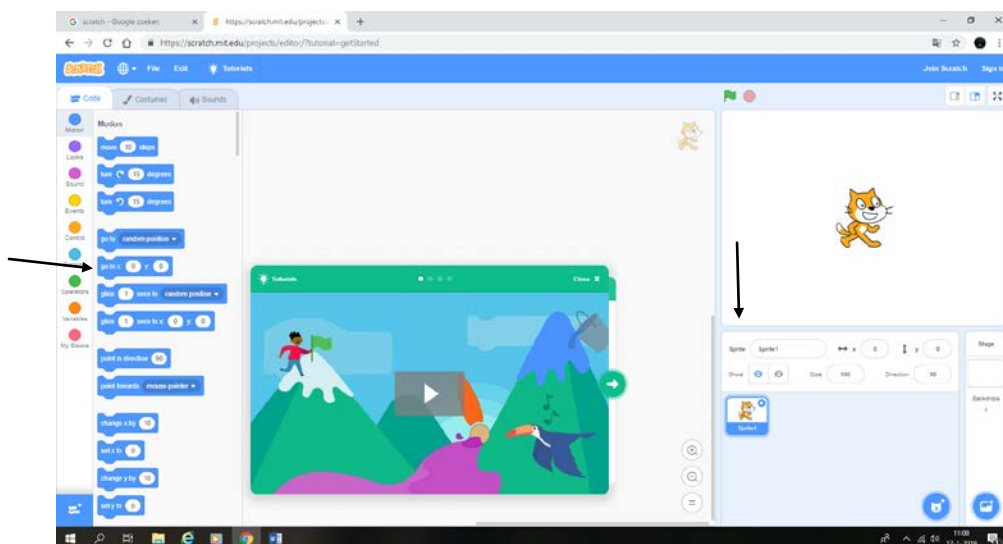 scratch - Google zoeken
https://scratch.mit.edu/projects
https://scratch.mit.edu/projects/editor/?tutorial=getStarted
SCRATCH File Edit Tutorials Join Scratch Sign in
Code Costumes Sounds
Motion
Looks
Sound
Events
Control
Operators
Variables
My Blocks
Motion
move 10 steps
turn 15 degrees
turn 15 degrees
go to random position
go to x: 0 y: 0
glide 1 secs to random position
glide 1 secs to x: 0 y: 0
point in direction 90
point towards mouse-pointer
change x by 10
set x to 0
change y by 10
set y to 0
Tutorials Close
Sprite Sprite1 x 0 y 0
Show Size 100 Direction 90
Sprite1
Stage
Backdrops
1
11:00